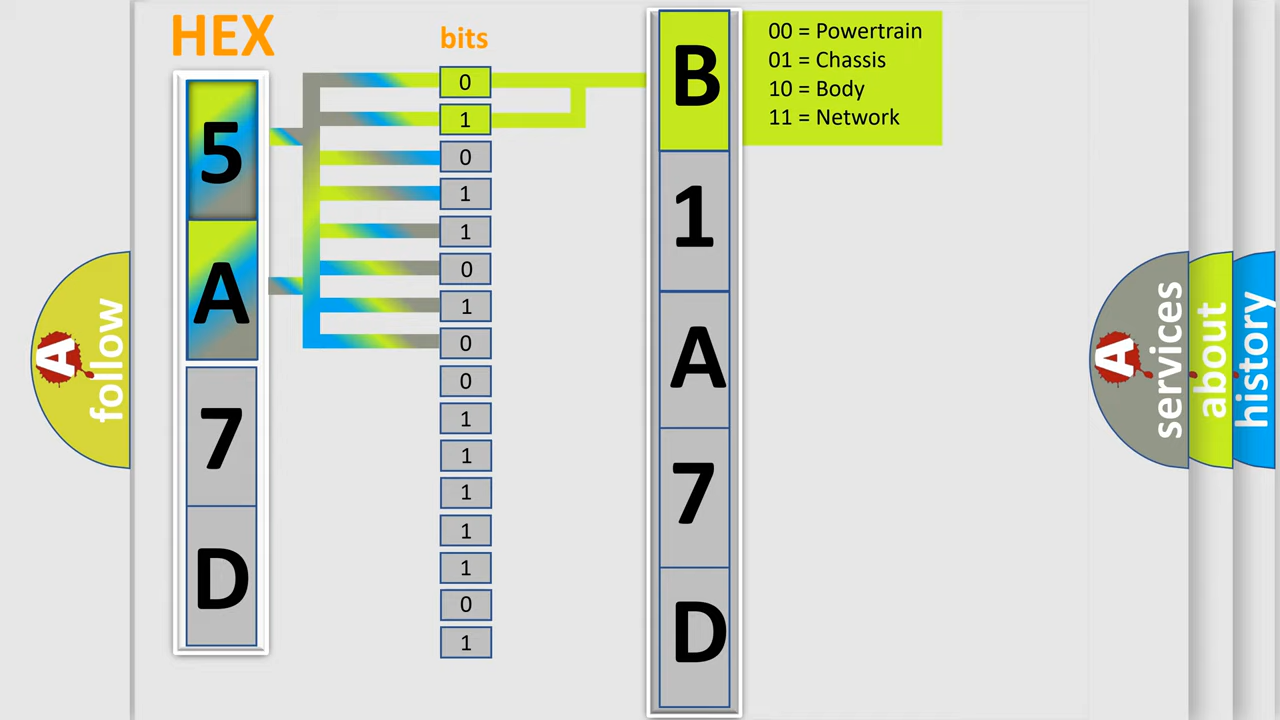 HEX
bits
5
A
7
D
0
1
0
1
1
0
1
0
0
1
1
1
1
1
0
1
B
1
A
7
D
00 = Powertrain
01 = Chassis
10 = Body
11 = Network
A
follow
A
services
about
history